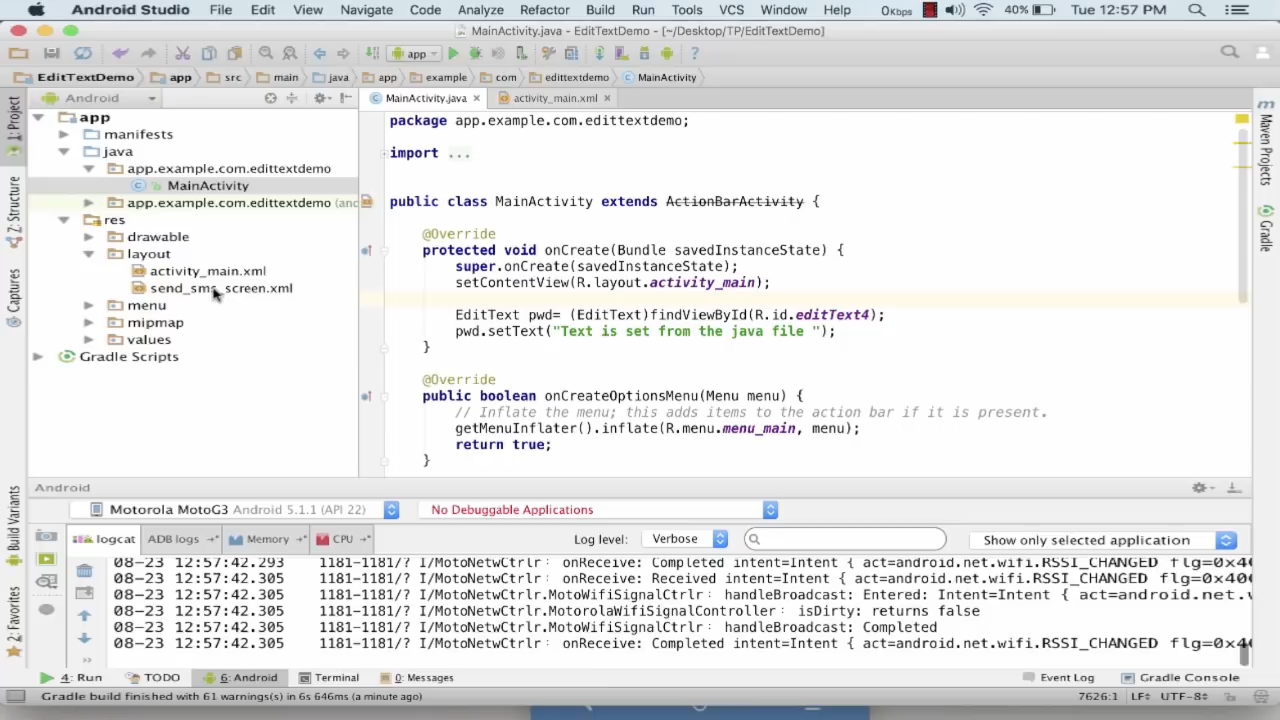 Android Studio File Edit View Navigate Code Analyze Refactor Build Run Tools VCS Window Help 0Kbps 40% Tue 12:57 PM
MainActivity.java - EditTextDemo - [~/Desktop/TP/EditTextDemo]
app
EditTextDemo app src main java app example com edittextdemo MainActivity
Android
MainActivity.java activity_main.xml
1: Project
Z: Structure
Captures
Build Variants
2: Favorites
app
manifests
java
app.example.com.edittextdemo
MainActivity
app.example.com.edittextdemo (and
res
drawable
layout
activity_main.xml
send_sms_screen.xml
menu
mipmap
values
Gradle Scripts
package app.example.com.edittextdemo;
import ...
public class MainActivity extends ActionBarActivity {
@Override
protected void onCreate(Bundle savedInstanceState) {
super.onCreate(savedInstanceState);
setContentView(R.layout.activity_main);
EditText pwd= (EditText)findViewById(R.id.editText4);
pwd.setText("Text is set from the java file ");
}
@Override
public boolean onCreateOptionsMenu(Menu menu) {
// Inflate the menu; this adds items to the action bar if it is present.
getMenuInflater().inflate(R.menu.menu_main, menu);
return true;
}
Maven Projects
Gradle
Android
Motorola MotoG3 Android 5.1.1 (API 22) No Debuggable Applications
logcat ADB logs Memory CPU Log level: Verbose Show only selected application
08-23 12:57:42.293 1181-1181/? I/MotoNetwCtrlr: onReceive: Completed intent=Intent { act=android.net.wifi.RSSI_CHANGED flg=0x40
08-23 12:57:42.305 1181-1181/? I/MotoNetwCtrlr: onReceive: Received intent=Intent { act=android.net.wifi.RSSI_CHANGED flg=0x400
08-23 12:57:42.305 1181-1181/? I/MotoNetwCtrlr.MotoWifiSignalCtrlr: handleBroadcast: Entered: Intent=Intent { act=android.net.w
08-23 12:57:42.305 1181-1181/? I/MotoNetwCtrlr.MotorolaWifiSignalController: isDirty: returns false
08-23 12:57:42.305 1181-1181/? I/MotoNetwCtrlr.MotoWifiSignalCtrlr: handleBroadcast: Completed
08-23 12:57:42.305 1181-1181/? I/MotoNetwCtrlr: onReceive: Completed intent=Intent { act=android.net.wifi.RSSI_CHANGED flg=0x40
4: Run TODO 6: Android Terminal 0: Messages Event Log Gradle Console
Gradle build finished with 61 warnings(s) in 6s 646ms (a minute ago) 7626:1 LF UTF-8